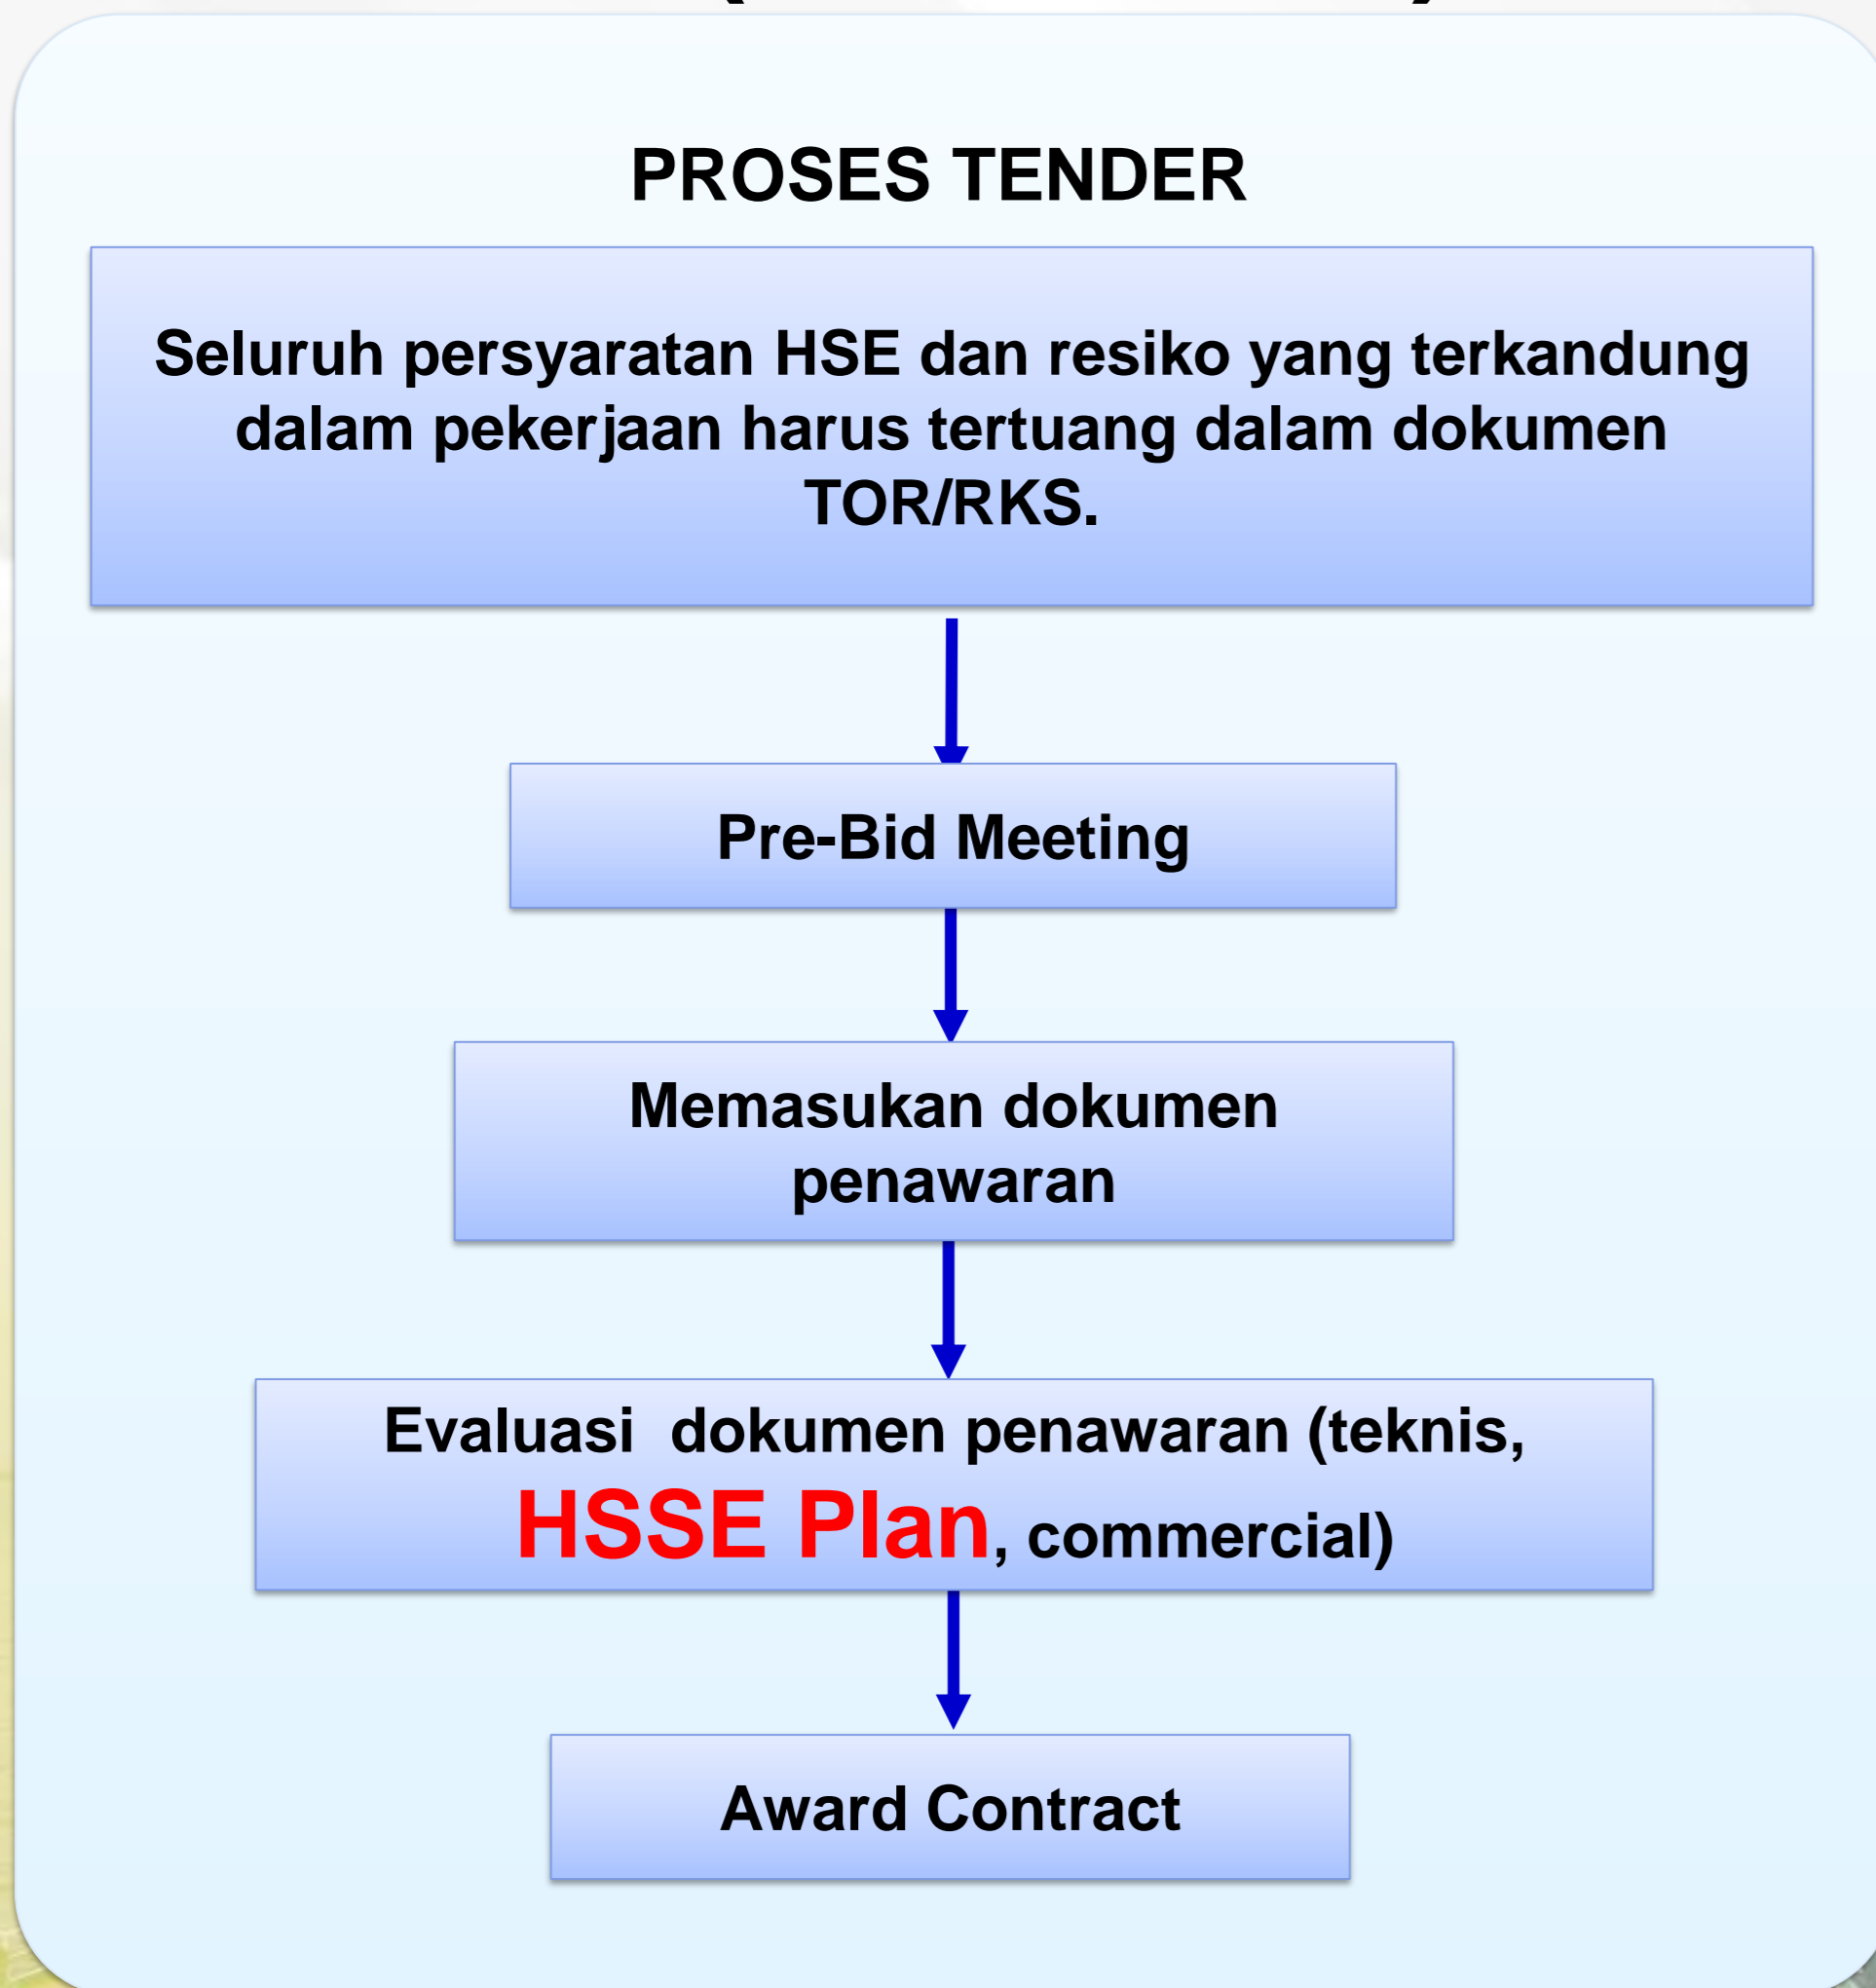 PROSES TENDER
Seluruh persyaratan HSE dan resiko yang terkandung
dalam pekerjaan harus tertuang dalam dokumen
TOR/RKS.
Pre-Bid Meeting
Memasukan dokumen
penawaran
Evaluasi dokumen penawaran (teknis,
HSSE Plan, commercial)
Award Contract